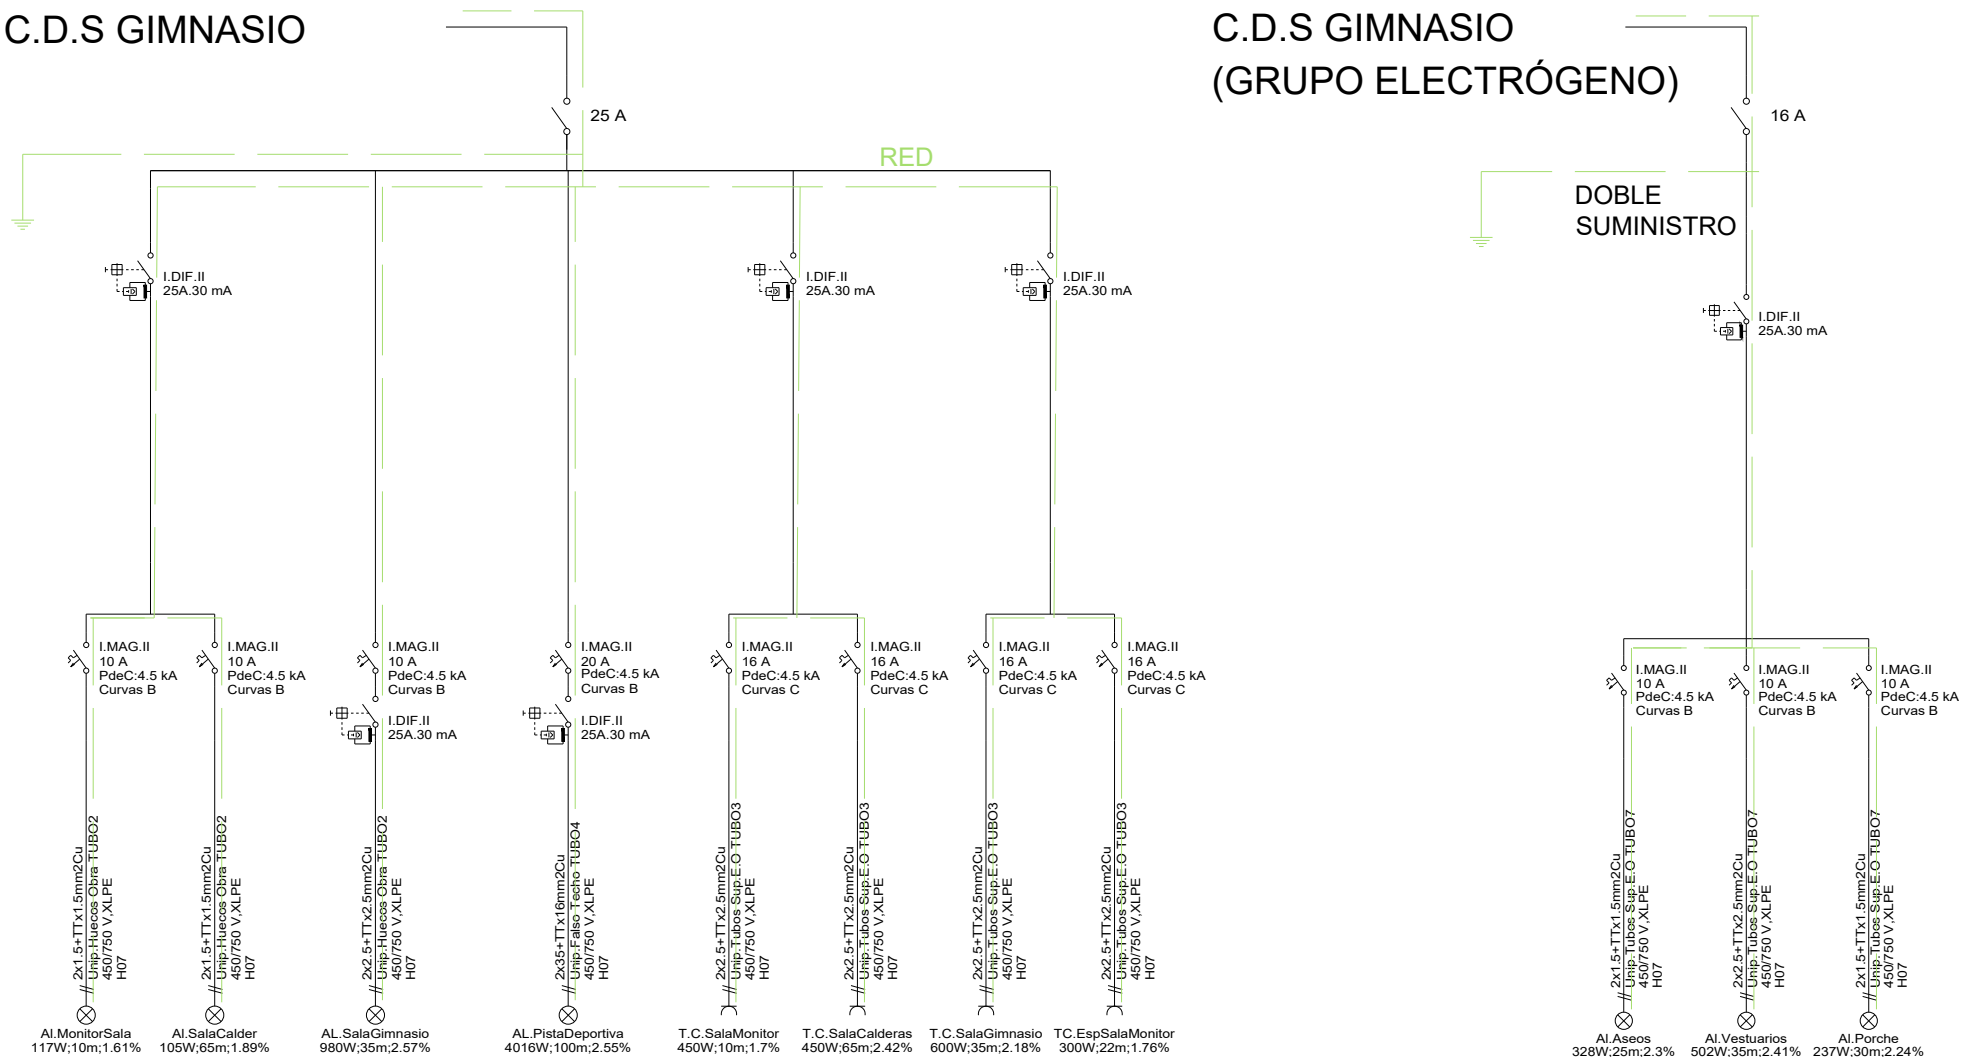 C.D.S GIMNASIO
25 A
RED
I.DIF.II
25A.30 mA
I.DIF.II
25A.30 mA
I.DIF.II
25A.30 mA
I.MAG.II
10 A
PdeC:4.5 kA
Curvas B
I.MAG.II
10 A
PdeC:4.5 kA
Curvas B
I.MAG.II
10 A
PdeC:4.5 kA
Curvas B
I.DIF.II
25A.30 mA
I.MAG.II
20 A
PdeC:4.5 kA
Curvas B
I.DIF.II
25A.30 mA
I.MAG.II
16 A
PdeC:4.5 kA
Curvas C
I.MAG.II
16 A
PdeC:4.5 kA
Curvas C
I.MAG.II
16 A
PdeC:4.5 kA
Curvas C
I.MAG.II
16 A
PdeC:4.5 kA
Curvas C
2x1.5+TTx1.5mm2Cu
Unip.Huecos Obra TUBO2
450/750 V,XLPE
H07
2x1.5+TTx1.5mm2Cu
Unip.Huecos Obra TUBO2
450/750 V,XLPE
H07
2x2.5+TTx2.5mm2Cu
Unip.Huecos Obra TUBO2
450/750 V,XLPE
H07
2x35+TTx16mm2Cu
Unip.Falso Techo TUBO4
450/750 V,XLPE
H07
2x2.5+TTx2.5mm2Cu
Unip.Tubos Sup.E.O TUBO3
450/750 V,XLPE
H07
2x2.5+TTx2.5mm2Cu
Unip.Tubos Sup.E.O TUBO3
450/750 V,XLPE
H07
2x2.5+TTx2.5mm2Cu
Unip.Tubos Sup.E.O TUBO3
450/750 V,XLPE
H07
2x2.5+TTx2.5mm2Cu
Unip.Tubos Sup.E.O TUBO3
450/750 V,XLPE
H07
Al.MonitorSala
117W;10m;1.61%
Al.SalaCalder
105W;65m;1.89%
AL.SalaGimnasio
980W;35m;2.57%
AL.PistaDeportiva
4016W;100m;2.55%
T.C.SalaMonitor
450W;10m;1.7%
T.C.SalaCalderas
450W;65m;2.42%
T.C.SalaGimnasio
600W;35m;2.18%
TC.EspSalaMonitor
300W;22m;1.76%
C.D.S GIMNASIO
(GRUPO ELECTRÓGENO)
16 A
DOBLE
SUMINISTRO
I.DIF.II
25A.30 mA
I.MAG.II
10 A
PdeC:4.5 kA
Curvas B
I.MAG.II
10 A
PdeC:4.5 kA
Curvas B
I.MAG.II
10 A
PdeC:4.5 kA
Curvas B
2x1.5+TTx1.5mm2Cu
Unip.Tubos Sup.E.O TUBO7
450/750 V,XLPE
H07
2x2.5+TTx2.5mm2Cu
Unip.Tubos Sup.E.O TUBO7
450/750 V,XLPE
H07
2x1.5+TTx1.5mm2Cu
Unip.Tubos Sup.E.O TUBO7
450/750 V,XLPE
H07
Al.Aseos
328W;25m;2.3%
Al.Vestuarios
502W;35m;2.41%
Al.Porche
237W;30m;2.24%